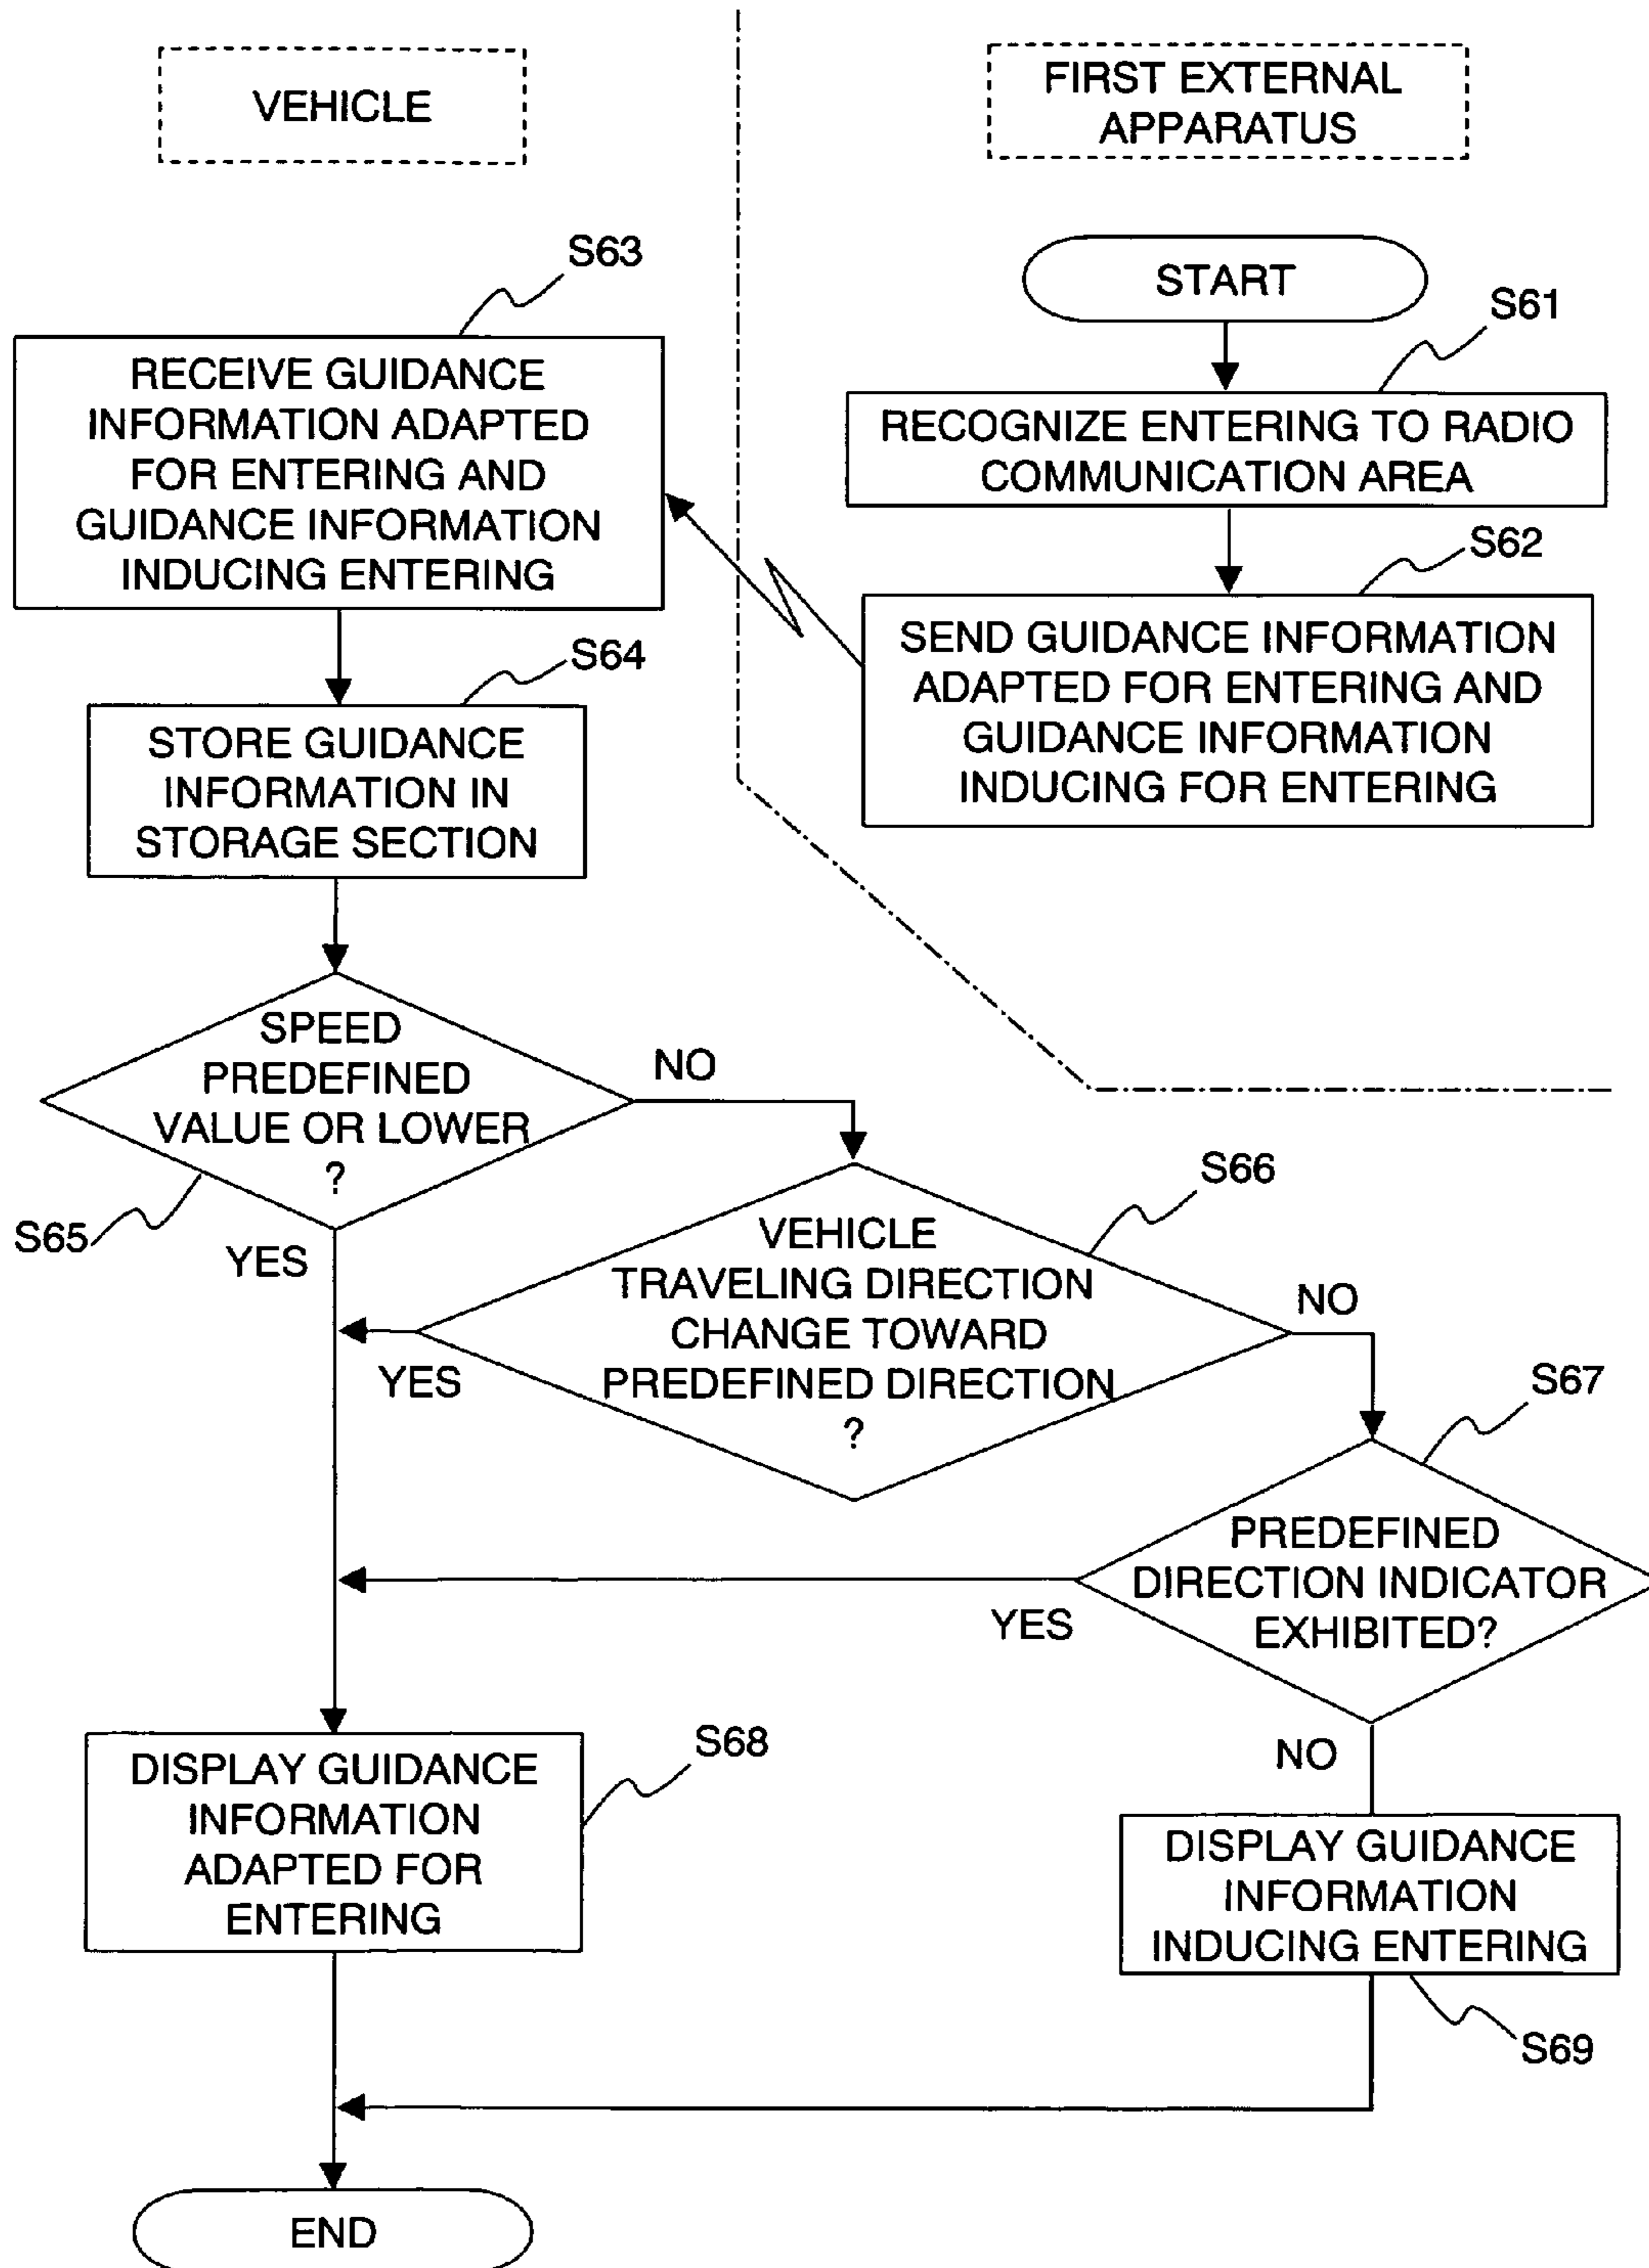 VEHICLE
FIRST EXTERNAL
APPARATUS
START
S61
RECOGNIZE ENTERING TO RADIO
COMMUNICATION AREA
S62
SEND GUIDANCE INFORMATION
ADAPTED FOR ENTERING AND
GUIDANCE INFORMATION
INDUCING FOR ENTERING
S63
RECEIVE GUIDANCE
INFORMATION ADAPTED
FOR ENTERING AND
GUIDANCE INFORMATION
INDUCING ENTERING
S64
STORE GUIDANCE
INFORMATION IN
STORAGE SECTION
SPEED
PREDEFINED
VALUE OR LOWER
?
S65
NO
YES
S66
VEHICLE
TRAVELING DIRECTION
CHANGE TOWARD
PREDEFINED DIRECTION
?
YES
NO
S67
PREDEFINED
DIRECTION INDICATOR
EXHIBITED?
YES
NO
S68
DISPLAY GUIDANCE
INFORMATION
ADAPTED FOR
ENTERING
DISPLAY GUIDANCE
INFORMATION
INDUCING ENTERING
S69
END